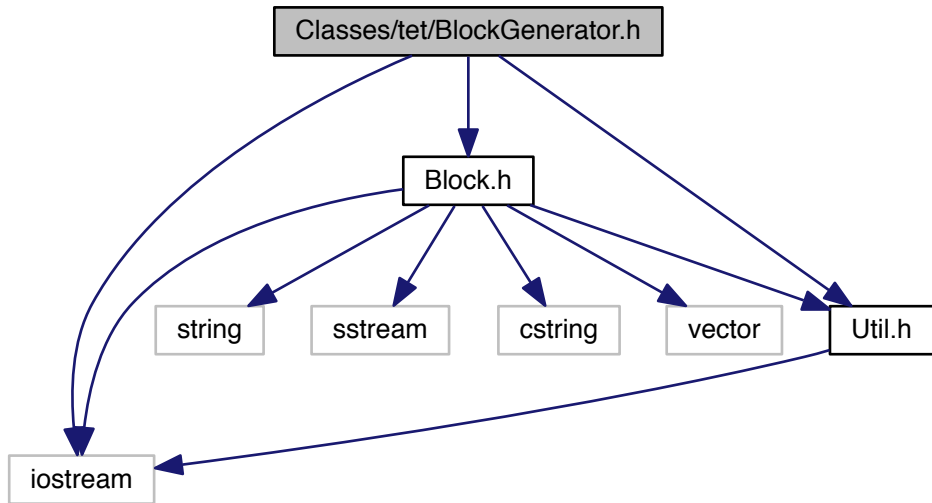 Classes/tet/BlockGenerator.h
Block.h
string
sstream
cstring
vector
Util.h
iostream